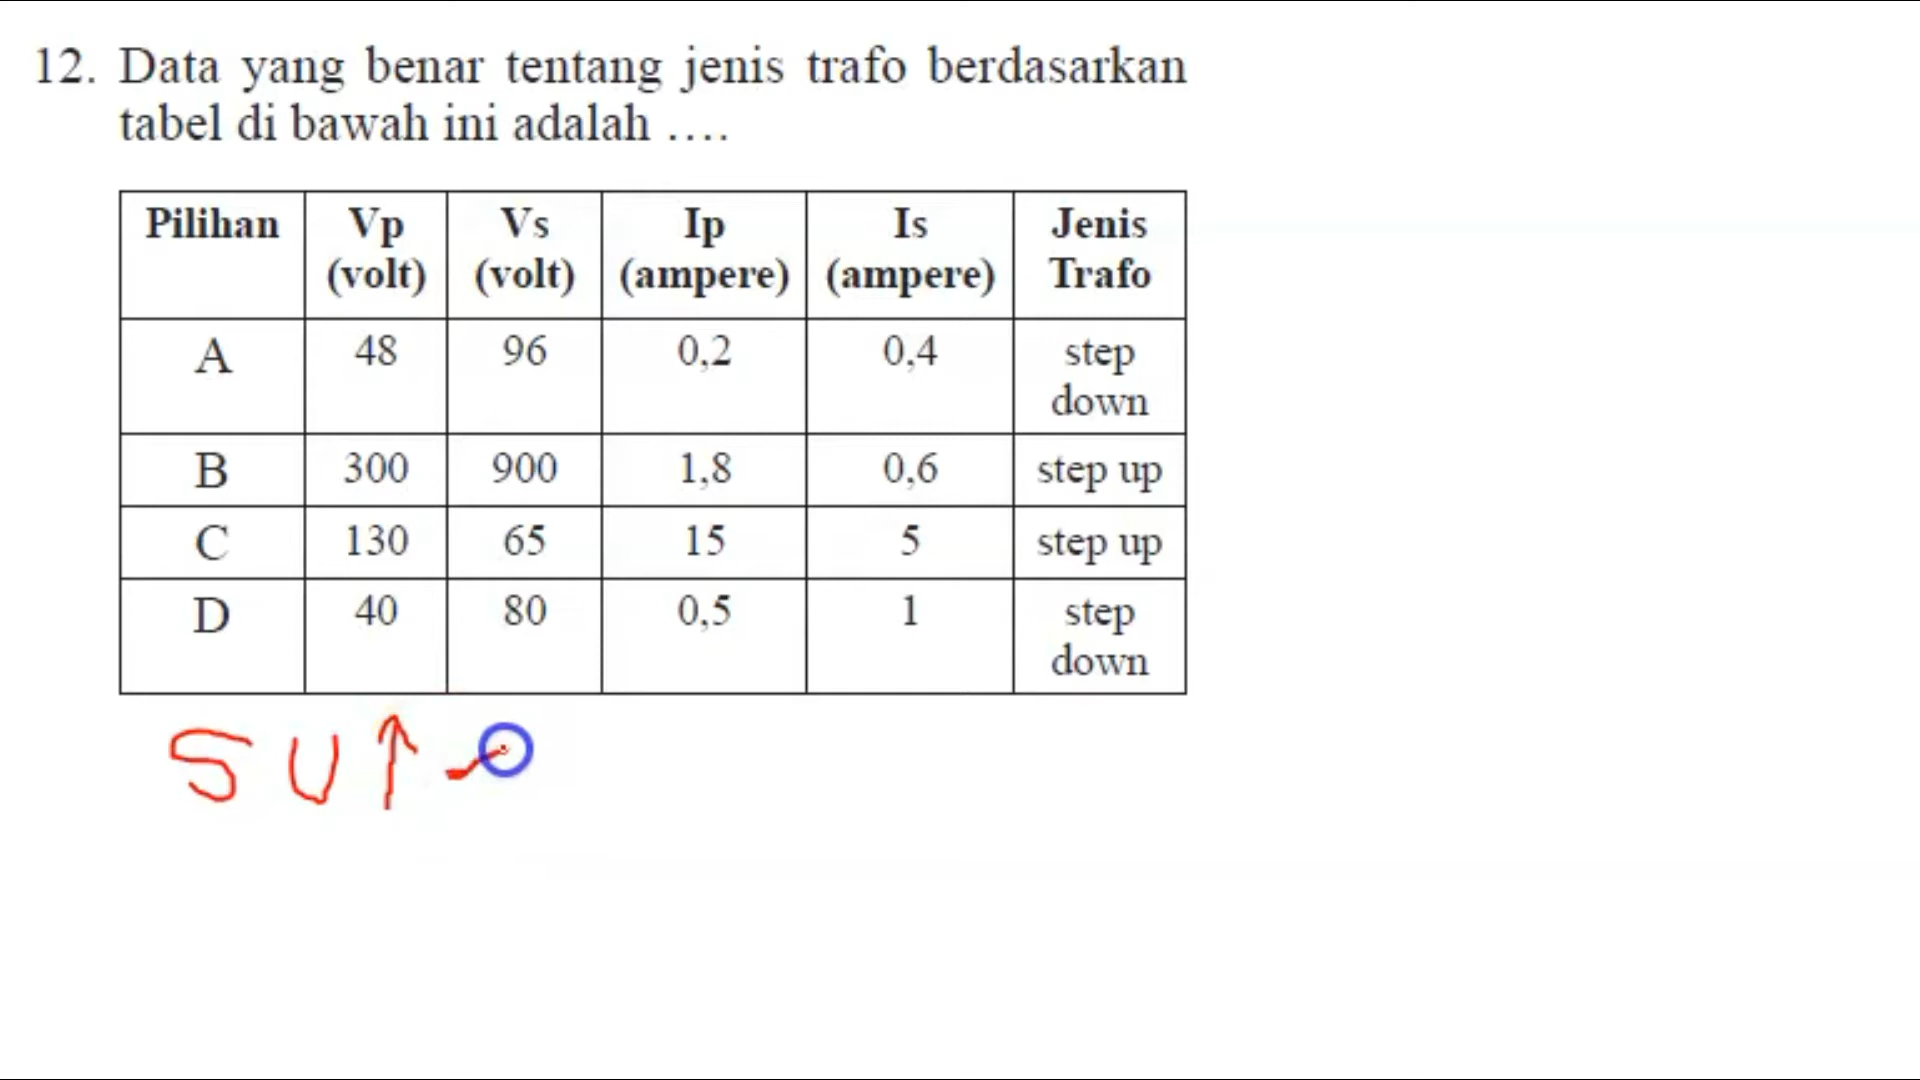 12. Data yang benar tentang jenis trafo berdasarkan
tabel di bawah ini adalah ....
Pilihan Vp (volt) Vs (volt) Ip (ampere) Is (ampere) Jenis Trafo
A 48 96 0,2 0,4 step down
B 300 900 1,8 0,6 step up
C 130 65 15 5 step up
D 40 80 0,5 1 step down
SU↑